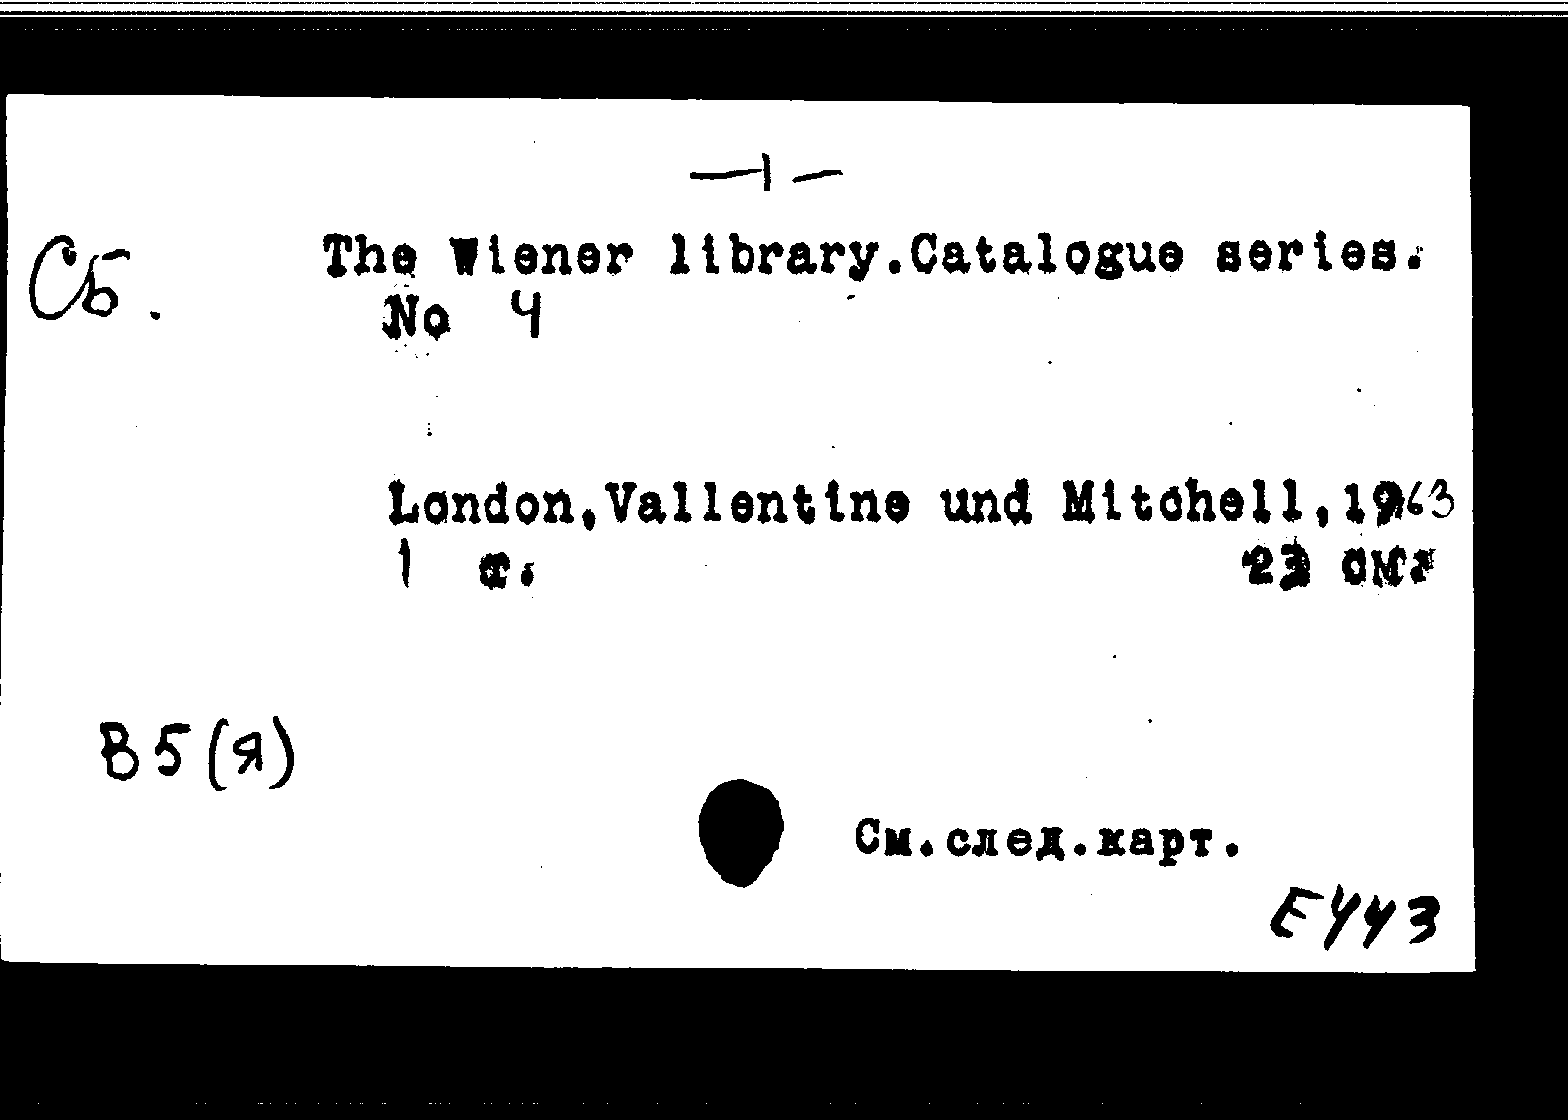 —1—
СБ. The Wiener library.Catalogue series.
No 4
London,Vallentine und Mitchell,1963
1 т. 23 см.
В5(Я)
См.след.карт.
Е443